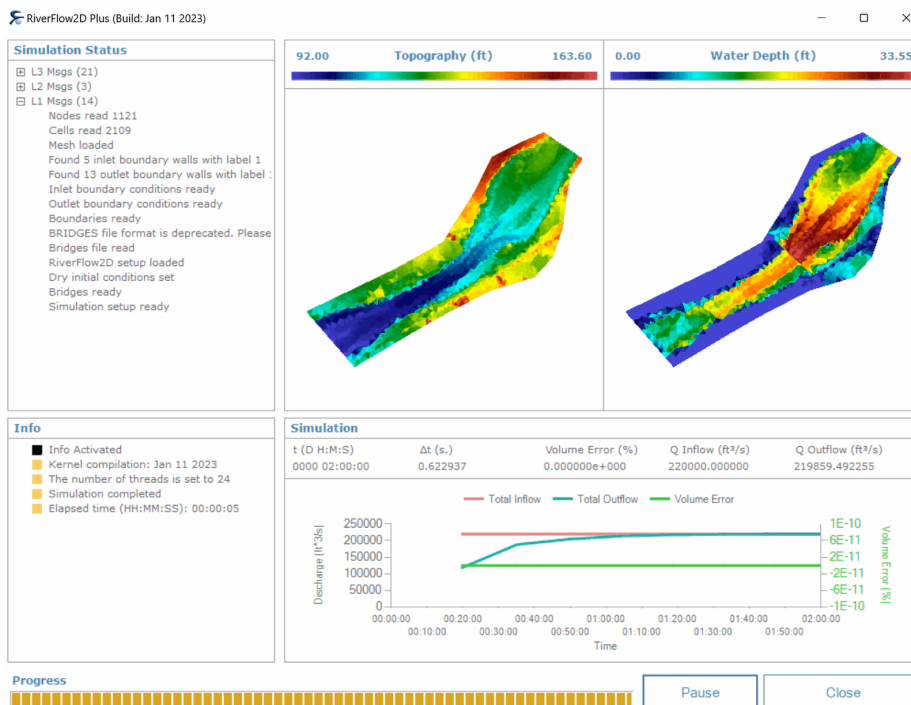 RiverFlow2D Plus (Build: Jan 11 2023)
Simulation Status
L3 Msgs (21)
L2 Msgs (3)
L1 Msgs (14)
Nodes read 1121
Cells read 2109
Mesh loaded
Found 5 inlet boundary walls with label 1
Found 13 outlet boundary walls with label :
Inlet boundary conditions ready
Outlet boundary conditions ready
Boundaries ready
BRIDGES file format is deprecated. Please
Bridges file read
RiverFlow2D setup loaded
Dry initial conditions set
Bridges ready
Simulation setup ready
92.00 Topography (ft) 163.60
0.00 Water Depth (ft) 33.55
Info
Info Activated
Kernel compilation: Jan 11 2023
The number of threads is set to 24
Simulation completed
Elapsed time (HH:MM:SS): 00:00:05
Simulation
t (D H:M:S) Δt (s.) Volume Error (%) Q Inflow (ft³/s) Q Outflow (ft³/s)
0000 02:00:00 0.622937 0.000000e+000 220000.000000 219859.492255
Total Inflow Total Outflow Volume Error
Discharge [ft^3/s]
250000
200000
150000
100000
50000
0
1E-10
6E-11
2E-11
-2E-11
-6E-11
-1E-10
Volume Error [%]
00:00:00 00:20:00 00:40:00 01:00:00 01:20:00 01:40:00 02:00:00
00:10:00 00:30:00 00:50:00 01:10:00 01:30:00 01:50:00
Time
Progress
Pause
Close